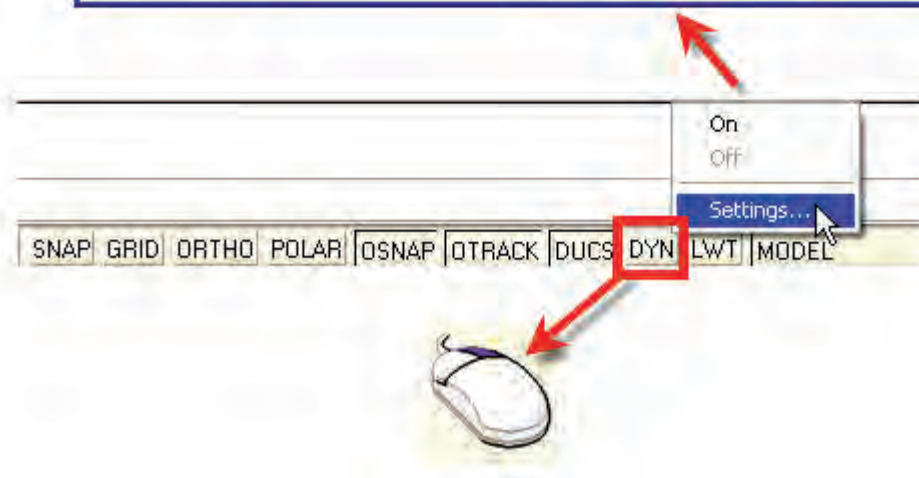 On
Off
Settings...
SNAP GRID ORTHO POLAR OSNAP OTRACK DUCS DYN LWT MODEL